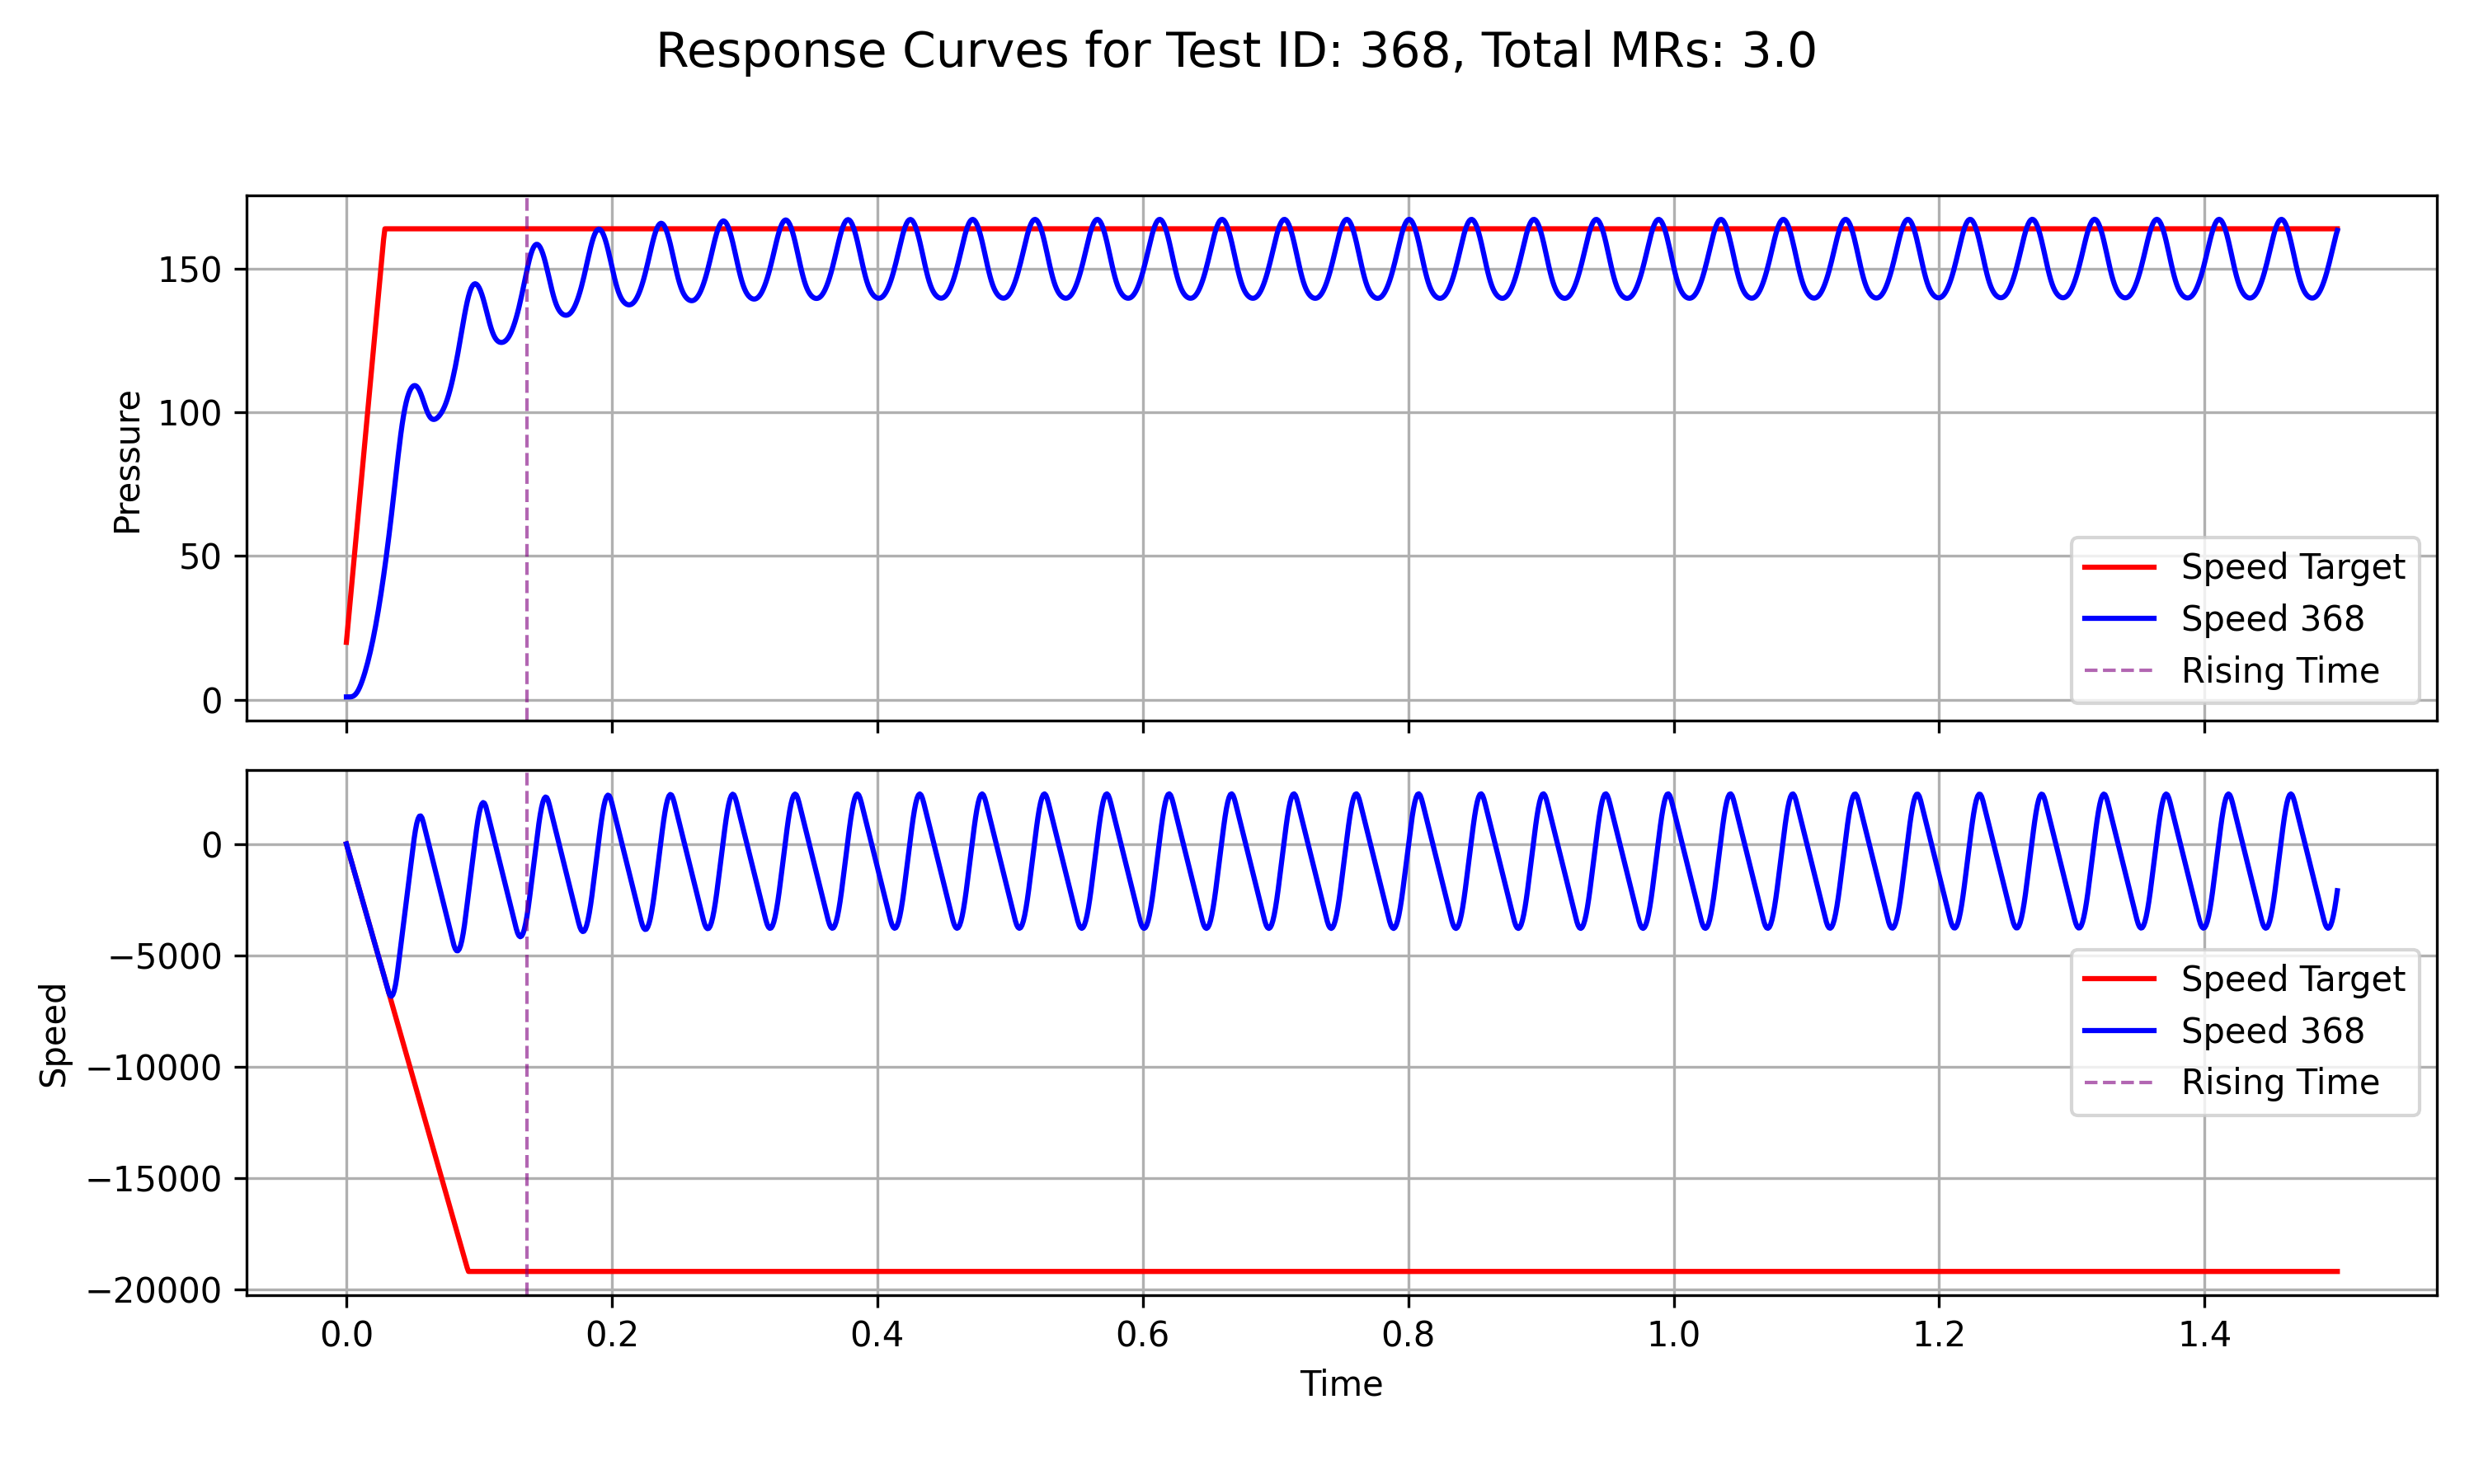 Response Curves for Test ID: 368, Total MRs: 3.0
150
100
50
0
Pressure
Speed Target
Speed 368
Rising Time
0
−5000
−10000
−15000
−20000
Speed
Speed Target
Speed 368
Rising Time
0.0 0.2 0.4 0.6 0.8 1.0 1.2 1.4
Time